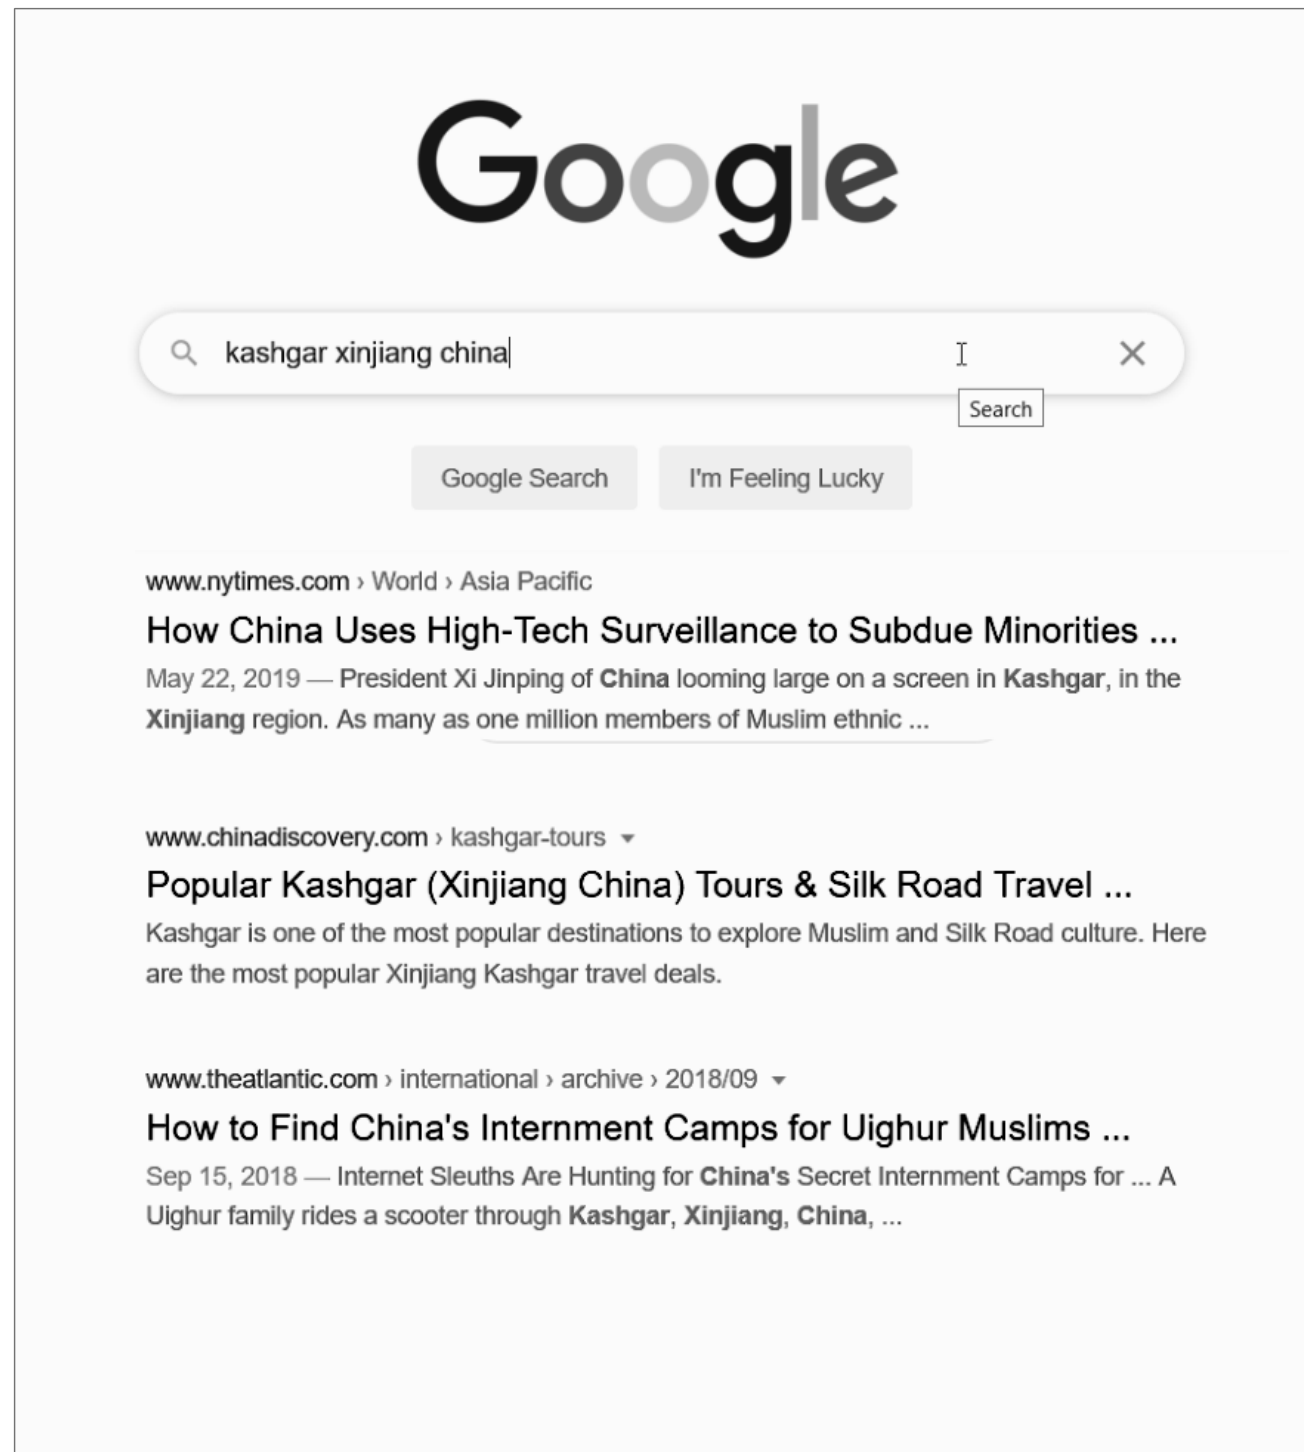 Google
kashgar xinjiang china
Search
Google Search I'm Feeling Lucky
www.nytimes.com › World › Asia Pacific
How China Uses High-Tech Surveillance to Subdue Minorities ...
May 22, 2019 — President Xi Jinping of China looming large on a screen in Kashgar, in the
Xinjiang region. As many as one million members of Muslim ethnic ...
www.chinadiscovery.com › kashgar-tours
Popular Kashgar (Xinjiang China) Tours & Silk Road Travel ...
Kashgar is one of the most popular destinations to explore Muslim and Silk Road culture. Here
are the most popular Xinjiang Kashgar travel deals.
www.theatlantic.com › international › archive › 2018/09
How to Find China's Internment Camps for Uighur Muslims ...
Sep 15, 2018 — Internet Sleuths Are Hunting for China's Secret Internment Camps for ... A
Uighur family rides a scooter through Kashgar, Xinjiang, China, ...